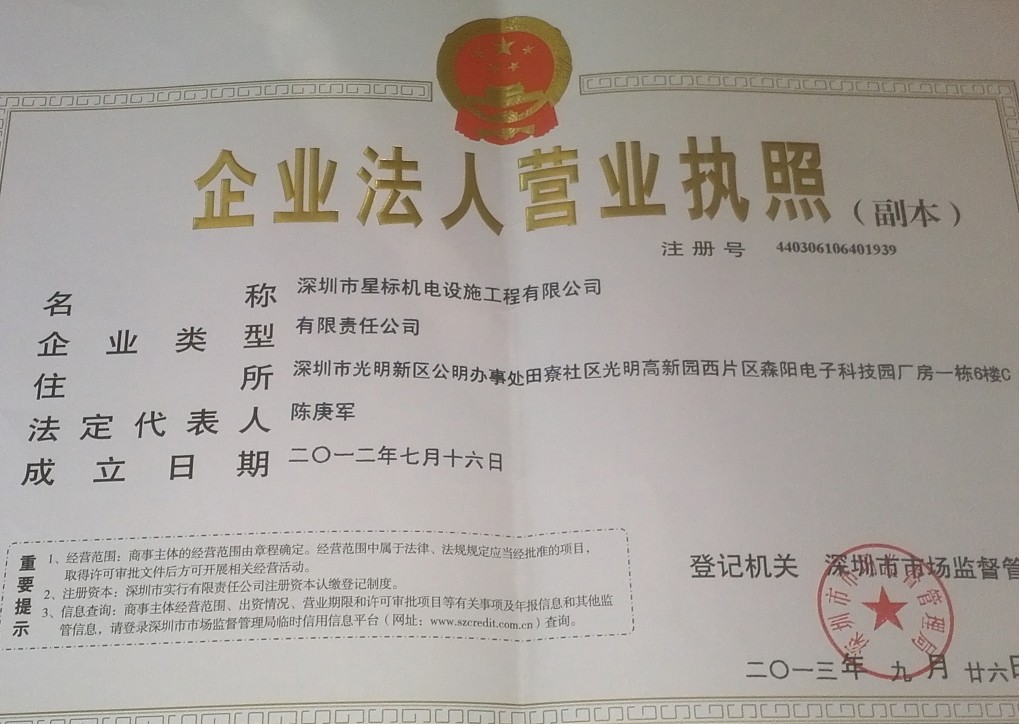 企业法人营业执照（副本）
注册号 440306106401939
名称 深圳市星标机电设施工程有限公司
企业类型 有限责任公司
住所 深圳市光明新区公明办事处田寮社区光明高新园西片区森阳电子科技园厂房一栋6楼C
法定代表人 陈庚军
成立日期 二〇一二年七月十六日
重要提示
1、经营范围：商事主体的经营范围由章程确定。经营范围中属于法律、法规规定应当经批准的项目，
取得许可审批文件后方可开展相关经营活动。
2、注册资本：深圳市实行有限责任公司注册资本认缴登记制度。
3、信息查询：商事主体经营范围、出资情况、营业期限和许可审批项目等有关事项及年报信息和其他监
管信息，请登录深圳市市场监督管理局临时信用信息平台（网址：www.szcredit.com.cn）查询。
登记机关 深圳市市场监督管
二〇一三年九月廿六日